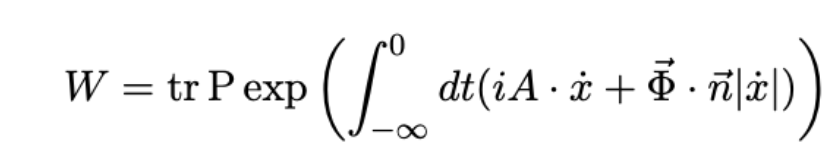 W = tr P exp ( ∫_{-∞}^{0} dt(iA · ẋ + Φ⃗ · n⃗|ẋ|) )